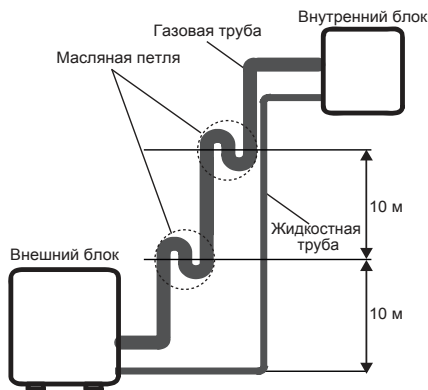 Внутренний блок
Газовая труба
Масляная петля
10 м
Жидкостная
труба
Внешний блок
10 м